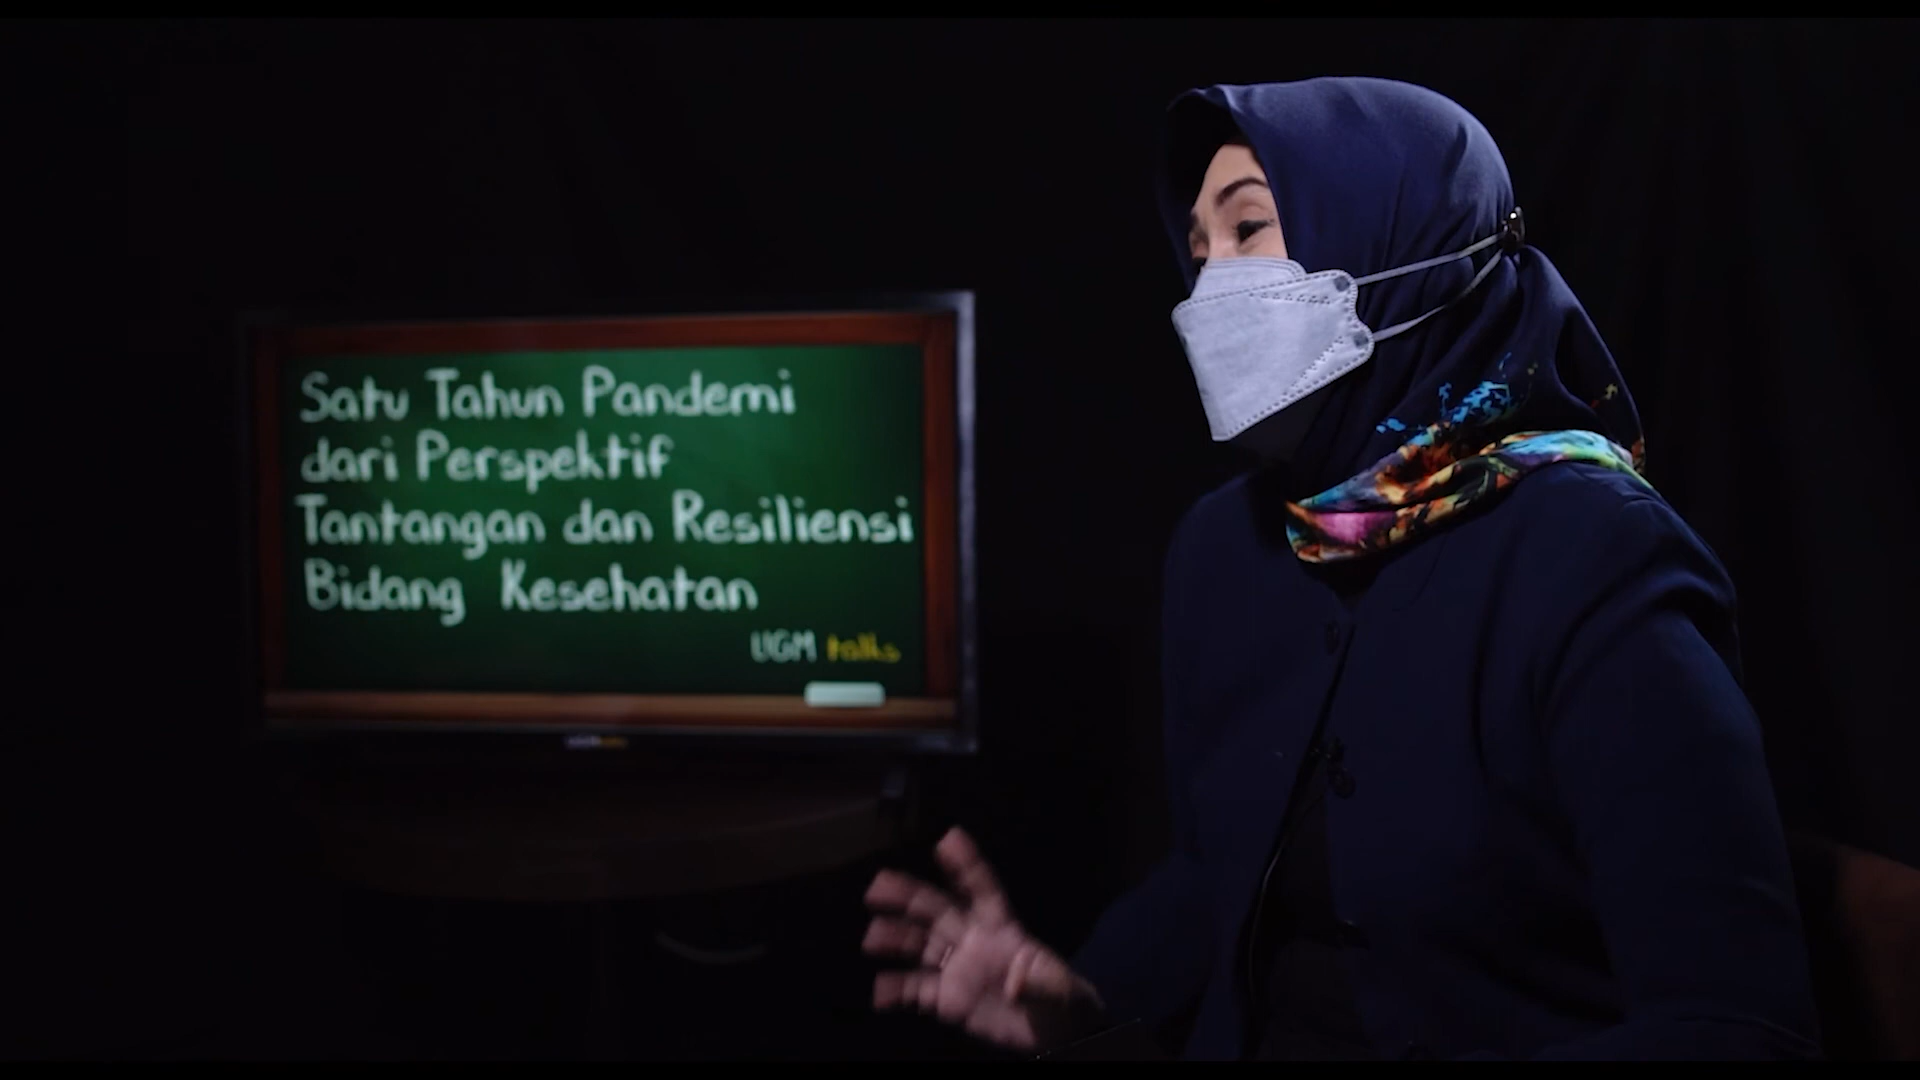 Satu Tahun Pandemi
dari Perspektif
Tantangan dan Resiliensi
Bidang Kesehatan
UGM talks